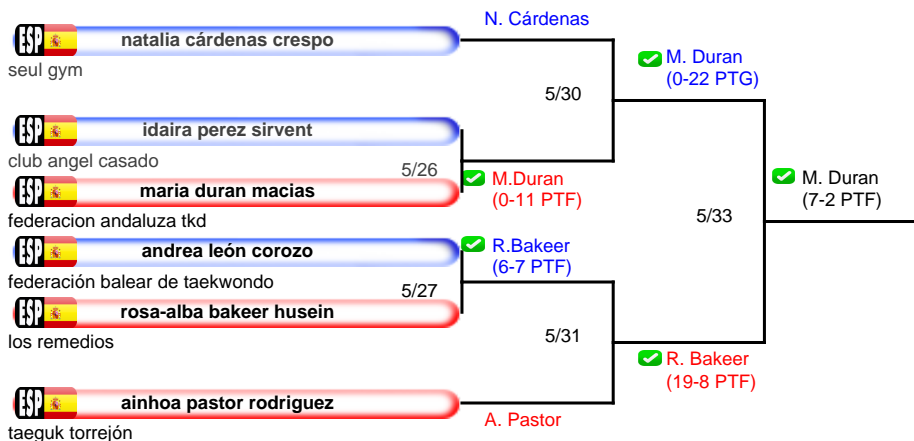 N. Cárdenas
ESP natalia cárdenas crespo
seul gym
M. Duran
(0-22 PTG)
5/30
ESP idaira perez sirvent
club angel casado
5/26
M.Duran
(0-11 PTF)
ESP maria duran macias
federacion andaluza tkd
M. Duran
(7-2 PTF)
5/33
ESP andrea león corozo
federación balear de taekwondo
R.Bakeer
(6-7 PTF)
5/27
ESP rosa-alba bakeer husein
los remedios
5/31
R. Bakeer
(19-8 PTF)
ESP ainhoa pastor rodriguez
taeguk torrejón
A. Pastor